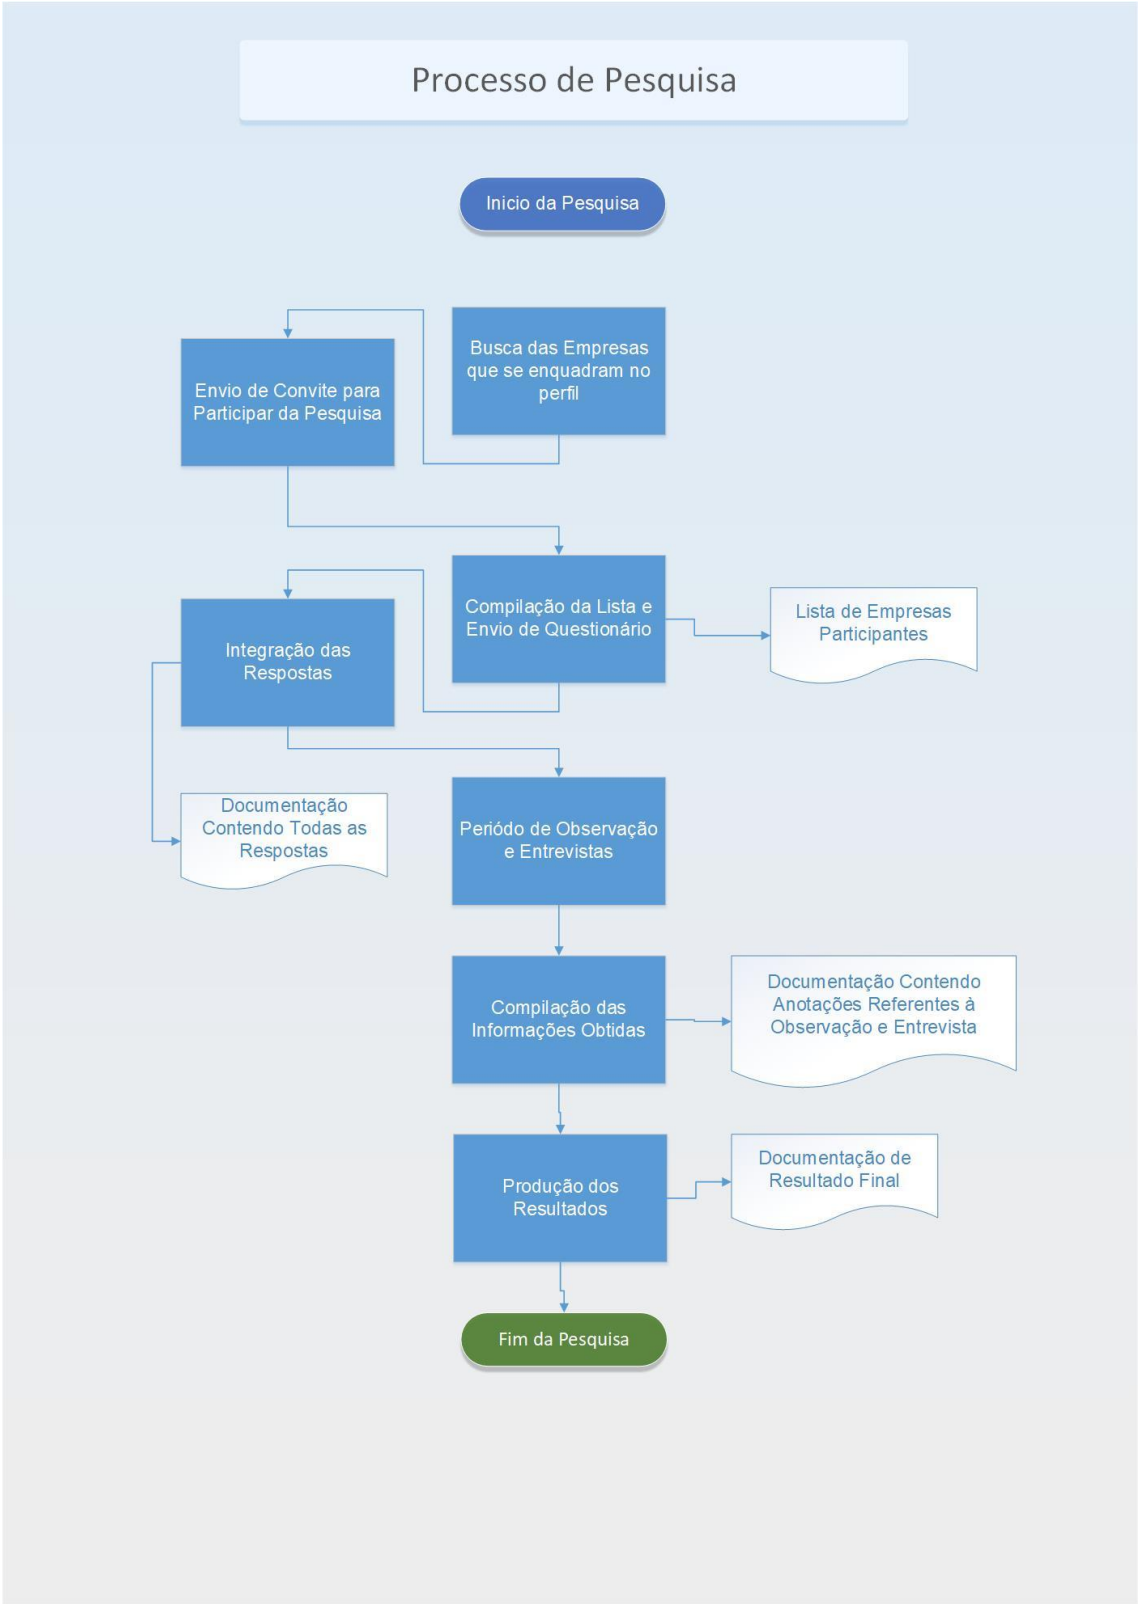 Processo de Pesquisa
Inicio da Pesquisa
Busca das Empresas
que se enquadram no
perfil
Envio de Convite para
Participar da Pesquisa
Compilação da Lista e
Envio de Questionário
Lista de Empresas
Participantes
Integração das
Respostas
Documentação
Contendo Todas as
Respostas
Periódo de Observação
e Entrevistas
Compilação das
Informações Obtidas
Documentação Contendo
Anotações Referentes à
Observação e Entrevista
Produção dos
Resultados
Documentação de
Resultado Final
Fim da Pesquisa